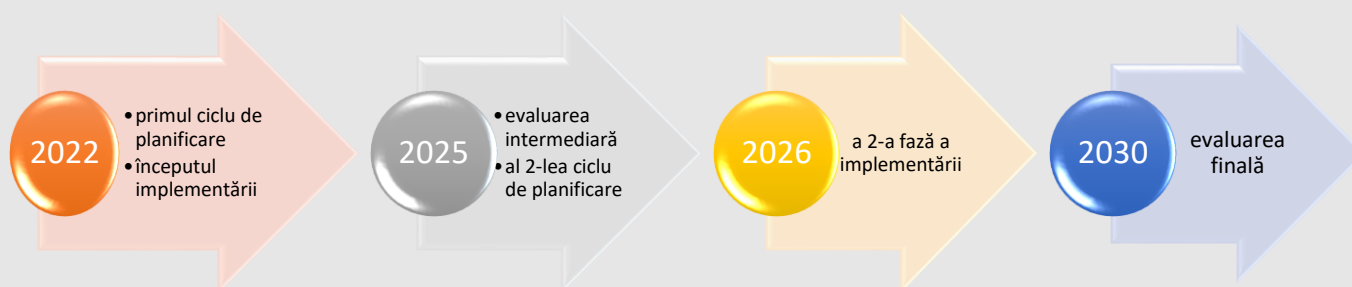 2022
• primul ciclu de
planificare
• începutul
implementării
2025
• evaluarea
intermediară
• al 2-lea ciclu
de planificare
2026
a 2-a fază a
implementării
2030
evaluarea
finală